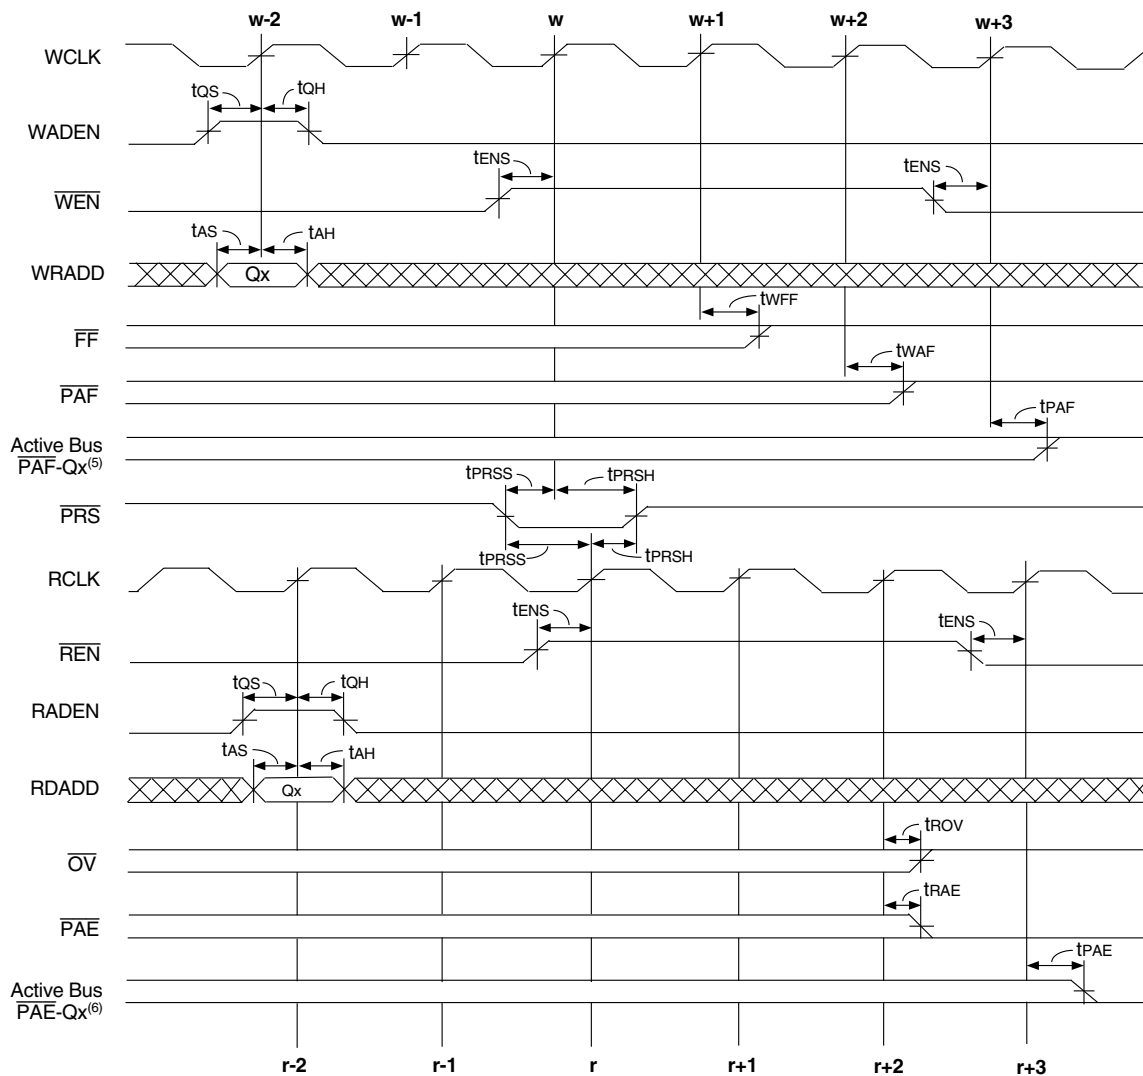 w-2 w-1 w w+1 w+2 w+3
WCLK
tQS tQH
WADEN
tENS tENS
WEN
tAS tAH
WRADD Qx
tWFF
FF
tWAF
PAF
tPAF
Active Bus
PAF-Qx(5)
tPRSS tPRSH
PRS
tPRSS tPRSH
RCLK
tENS tENS
REN
tQS tQH
RADEN
tAS tAH
RDADD Qx
tROV
OV
tRAE
PAE
tPAE
Active Bus
PAE-Qx(6)
r-2 r-1 r r+1 r+2 r+3